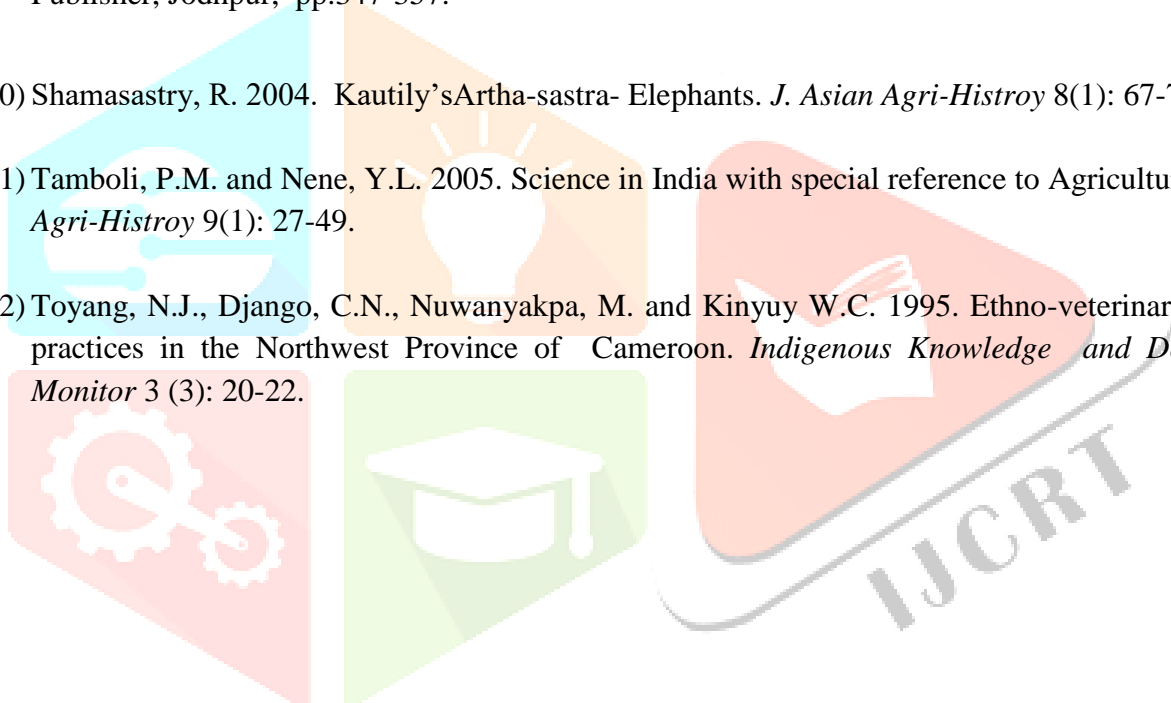 Publisher, Jodhpur, pp.347-357.
0) Shamasastry, R. 2004. Kautily'sArtha-sastra- Elephants. J. Asian Agri-Histroy 8(1): 67-7
1) Tamboli, P.M. and Nene, Y.L. 2005. Science in India with special reference to Agricultu
Agri-Histroy 9(1): 27-49.
2) Toyang, N.J., Django, C.N., Nuwanyakpa, M. and Kinyuy W.C. 1995. Ethno-veterinar
practices in the Northwest Province of Cameroon. Indigenous Knowledge and D
Monitor 3 (3): 20-22.
IJCRT